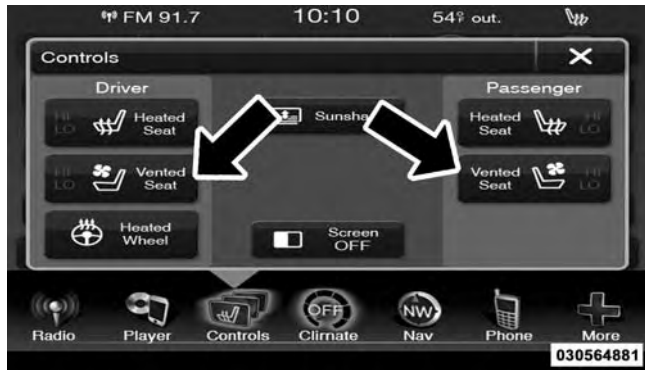 FM 91.7 10:10 54° out.
Controls
Driver Passenger
HI LO Heated Seat
Sunsha
Heated Seat HI LO
HI LO Vented Seat
Vented Seat HI LO
Heated Wheel
Screen OFF
OFF
NW
Radio Player Controls Climate Nav Phone More
030564881